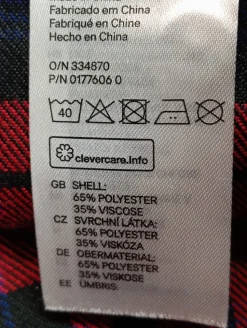 Fabricado em China
Fabriqué en Chine
Hecho en China
O/N 334870
P/N 0177606 0
40
clevercare.info
GB SHELL:
65% POLYESTER
35% VISCOSE
CZ SVRCHNÍ LÁTKA:
65% POLYESTER
35% VISKÓZA
DE OBERMATERIAL:
65% POLYESTER
35% VISKOSE
EE ÜMBRIS: